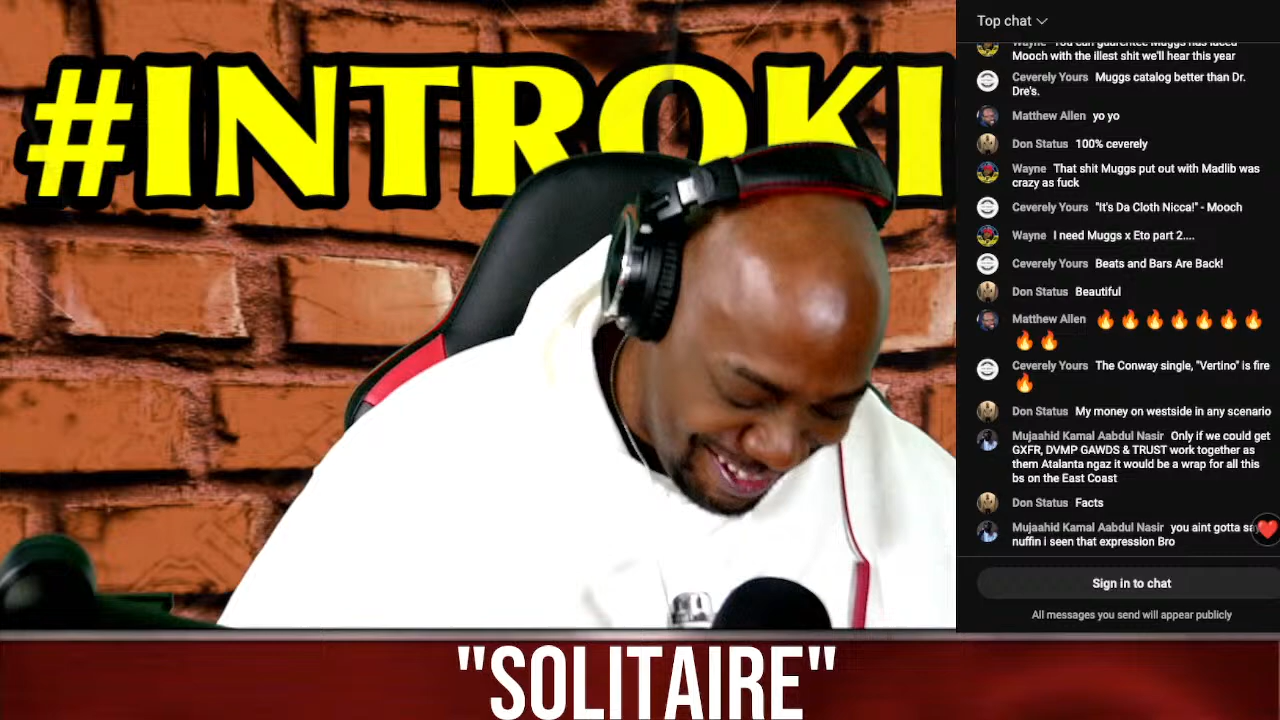 #INTROKI
Top chat
Wayne You can guarentee Muggs has laced
Mooch with the illest shit we'll hear this year
Ceverely Yours Muggs catalog better than Dr.
Dre's.
Matthew Allen yo yo
Don Status 100% ceverely
Wayne That shit Muggs put out with Madlib was
crazy as fuck
Ceverely Yours "It's Da Cloth Nicca!" - Mooch
Wayne I need Muggs x Eto part 2....
Ceverely Yours Beats and Bars Are Back!
Don Status Beautiful
Matthew Allen 🔥🔥🔥🔥🔥🔥🔥
🔥🔥
Ceverely Yours The Conway single, "Vertino" is fire
🔥
Don Status My money on westside in any scenario
Mujaahid Kamal Aabdul Nasir Only if we could get
GXFR, DVMP GAWDS & TRUST work together as
them Atalanta ngaz it would be a wrap for all this
bs on the East Coast
Don Status Facts
Mujaahid Kamal Aabdul Nasir you aint gotta say
nuffin i seen that expression Bro
Sign in to chat
All messages you send will appear publicly
"SOLITAIRE"